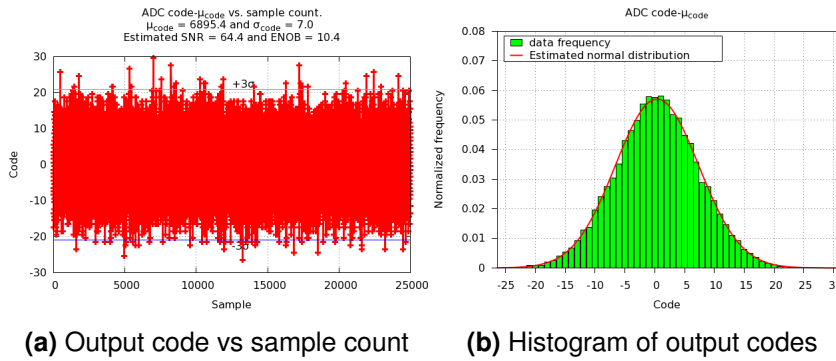 ADC code-μcode vs. sample count.
μcode = 6895.4 and σcode = 7.0
Estimated SNR = 64.4 and ENOB = 10.4
30
20
10
0
-10
-20
-30
Code
+3σ
-3σ
0 5000 10000 15000 20000 25000
Sample
(a) Output code vs sample count
ADC code-μcode
0.08
0.07
0.06
0.05
0.04
0.03
0.02
0.01
0
Normalized frequency
data frequency
Estimated normal distribution
-25 -20 -15 -10 -5 0 5 10 15 20 25 30
Code
(b) Histogram of output codes